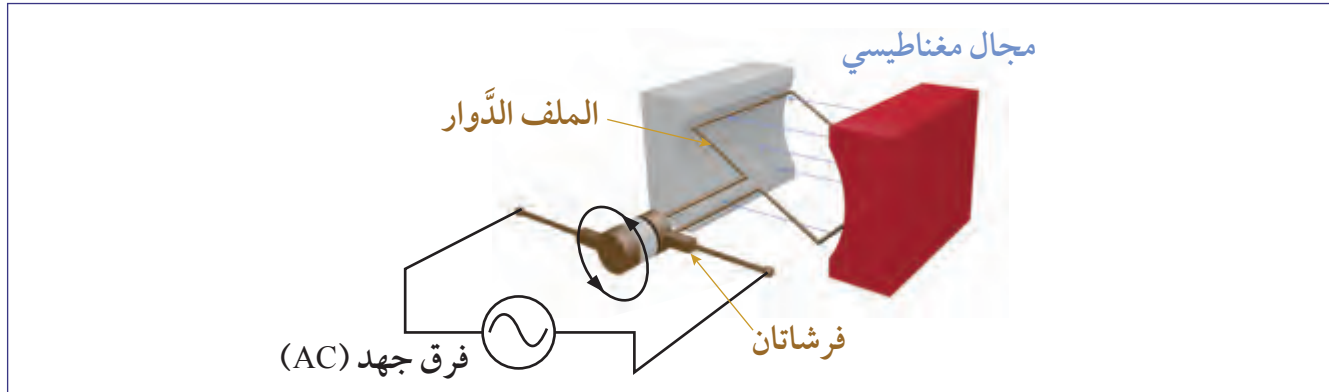 مجال مغناطيسي
الملف الدَّوار
فرشاتان
فرق جهد (AC)